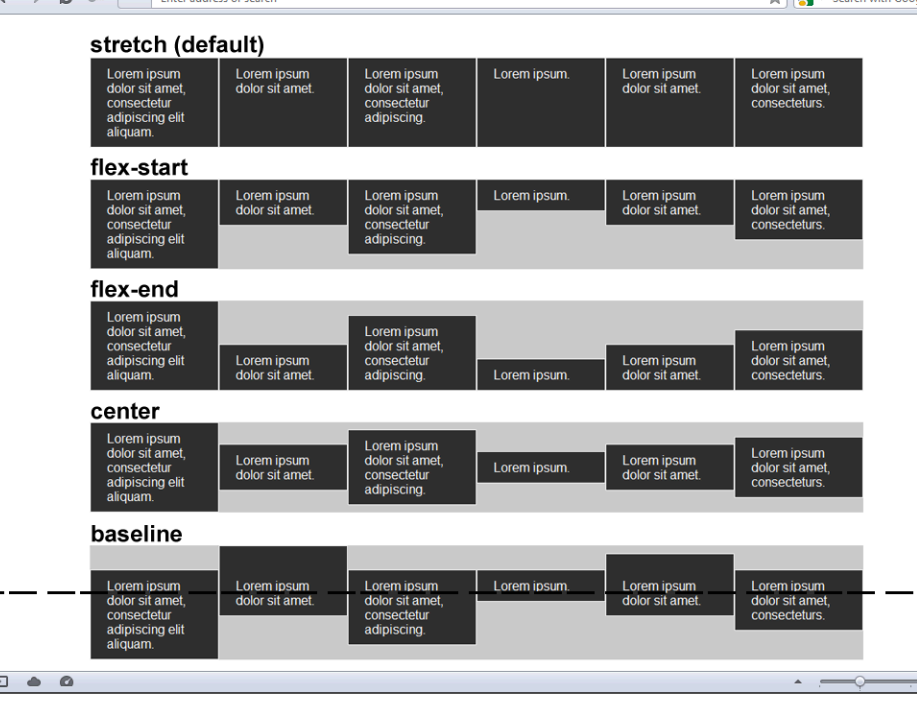 stretch (default)
Lorem ipsum
dolor sit amet,
consectetur
adipiscing elit
aliquam.
Lorem ipsum
dolor sit amet.
Lorem ipsum
dolor sit amet,
consectetur
adipiscing.
Lorem ipsum.
Lorem ipsum
dolor sit amet.
Lorem ipsum
dolor sit amet,
consecteturs.
flex-start
Lorem ipsum
dolor sit amet,
consectetur
adipiscing elit
aliquam.
Lorem ipsum
dolor sit amet.
Lorem ipsum
dolor sit amet,
consectetur
adipiscing.
Lorem ipsum.
Lorem ipsum
dolor sit amet.
Lorem ipsum
dolor sit amet,
consecteturs.
flex-end
Lorem ipsum
dolor sit amet,
consectetur
adipiscing elit
aliquam.
Lorem ipsum
dolor sit amet.
Lorem ipsum
dolor sit amet,
consectetur
adipiscing.
Lorem ipsum.
Lorem ipsum
dolor sit amet.
Lorem ipsum
dolor sit amet,
consecteturs.
center
Lorem ipsum
dolor sit amet,
consectetur
adipiscing elit
aliquam.
Lorem ipsum
dolor sit amet.
Lorem ipsum
dolor sit amet,
consectetur
adipiscing.
Lorem ipsum.
Lorem ipsum
dolor sit amet.
Lorem ipsum
dolor sit amet,
consecteturs.
baseline
Lorem ipsum
dolor sit amet,
consectetur
adipiscing elit
aliquam.
Lorem ipsum
dolor sit amet.
Lorem ipsum
dolor sit amet,
consectetur
adipiscing.
Lorem ipsum.
Lorem ipsum
dolor sit amet.
Lorem ipsum
dolor sit amet,
consecteturs.